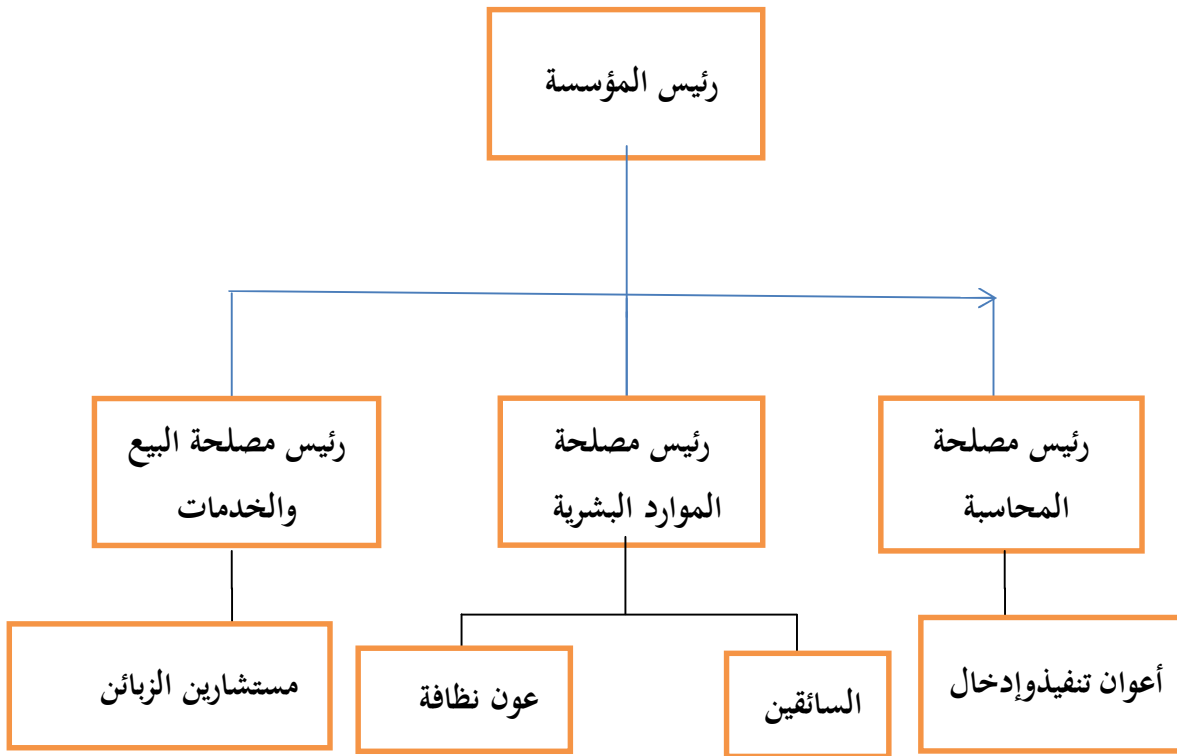 رئيس المؤسسة
رئيس مصلحة
المحاسبة
رئيس مصلحة
الموارد البشرية
رئيس مصلحة البيع
والخدمات
أعوان تنفيذوإدخال
السائقين
عون نظافة
مستشارين الزبائن